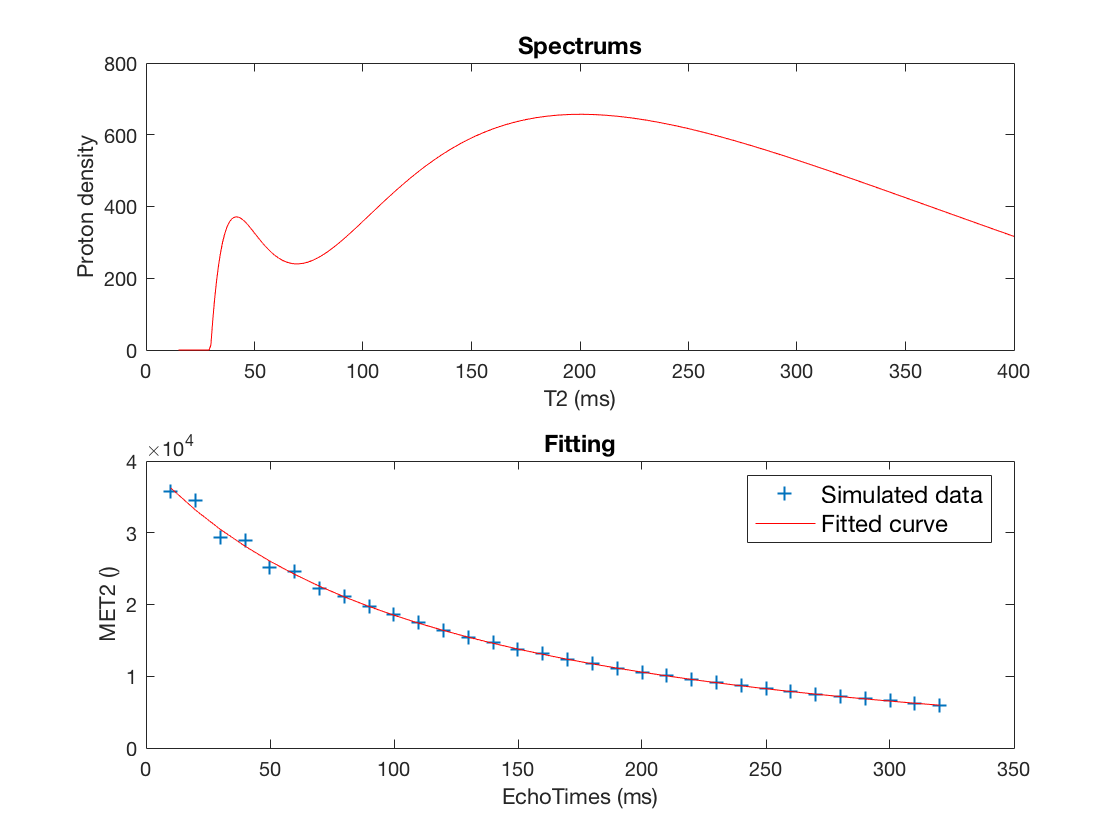 Spectrums
800
600
400
200
0
Proton density
0 50 100 150 200 250 300 350 400
T2 (ms)
Fitting
×10^4
4
3
2
1
0
MET2 ()
Simulated data
Fitted curve
0 50 100 150 200 250 300 350
EchoTimes (ms)